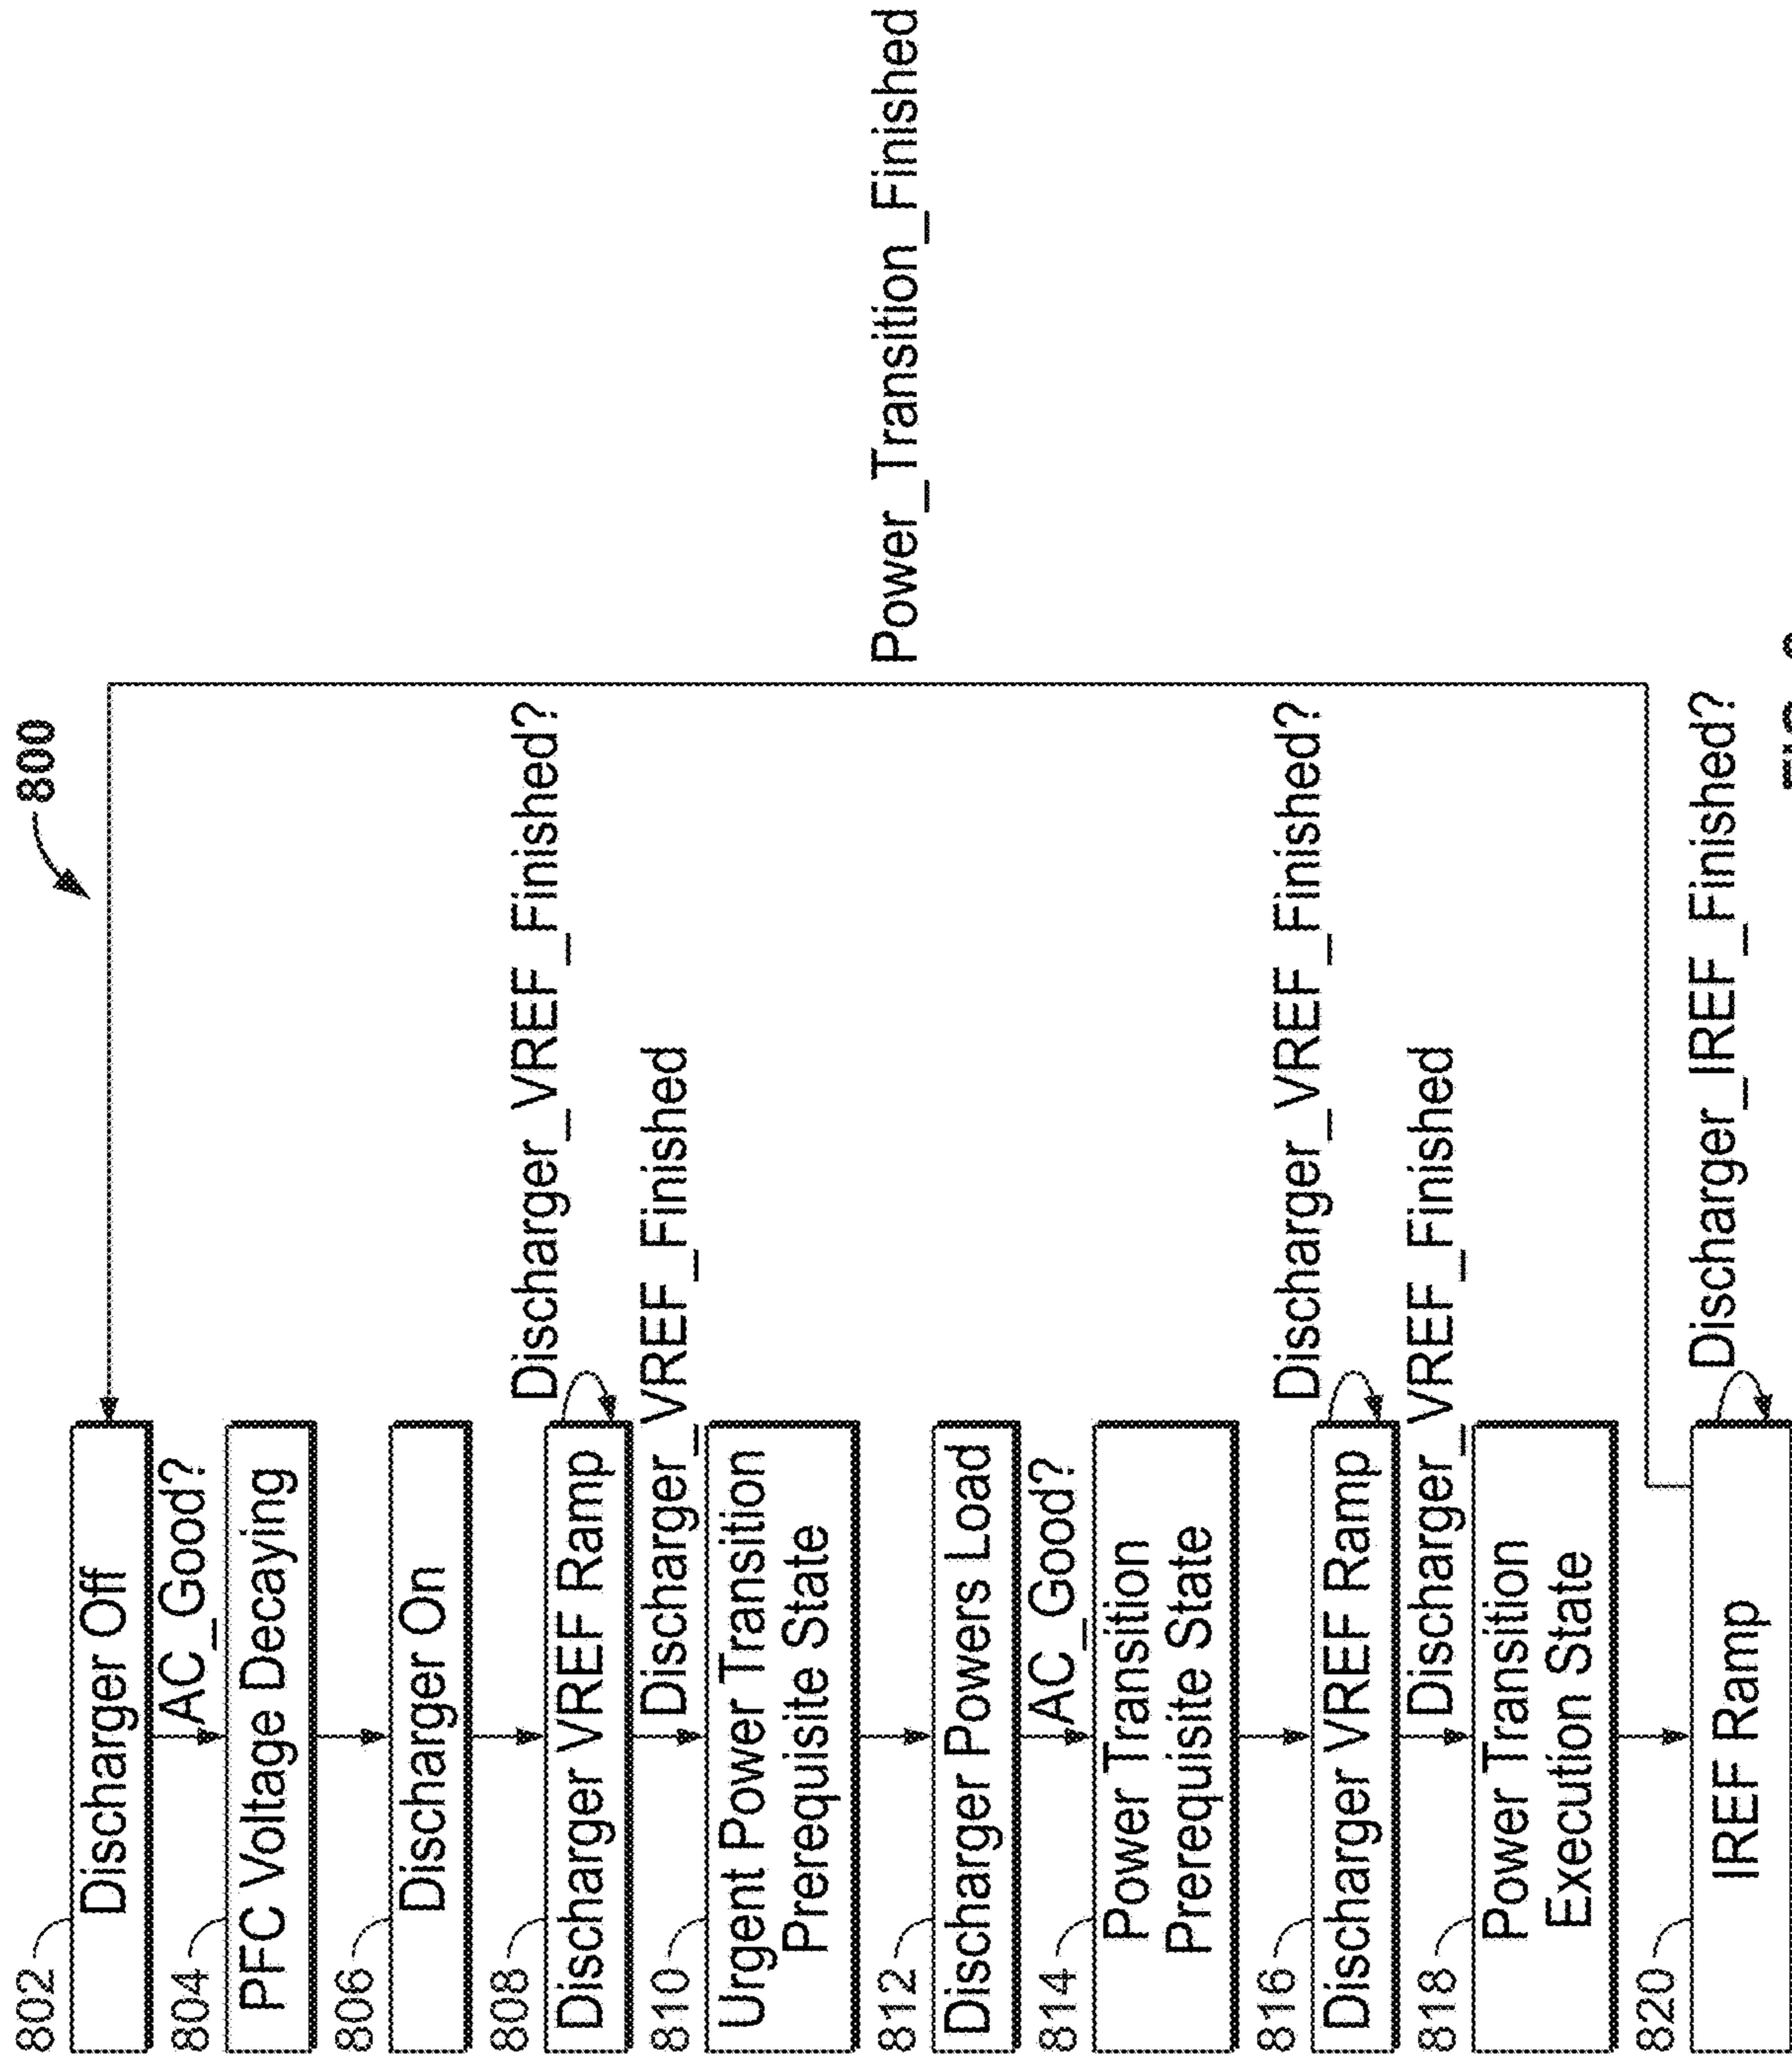 800
802
Discharger Off
AC_Good?
804
PFC Voltage Decaying
806
Discharger On
808
Discharger VREF Ramp
Discharger_VREF_Finished?
Discharger_VREF_Finished
810
Urgent Power Transition
Prerequisite State
812
Discharger Powers Load
AC_Good?
814
Power Transition
Prerequisite State
816
Discharger VREF Ramp
Discharger_VREF_Finished?
Discharger_VREF_Finished
818
Power Transition
Execution State
820
IREF Ramp
Discharger_IREF_Finished?
Power_Transition_Finished